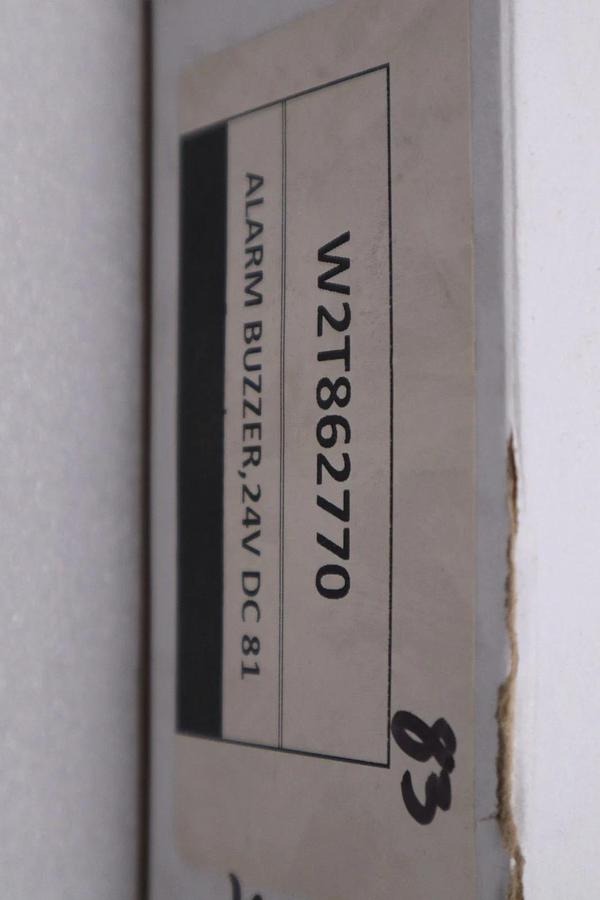 W2T862770
ALARM BUZZER,24V DC 81
83